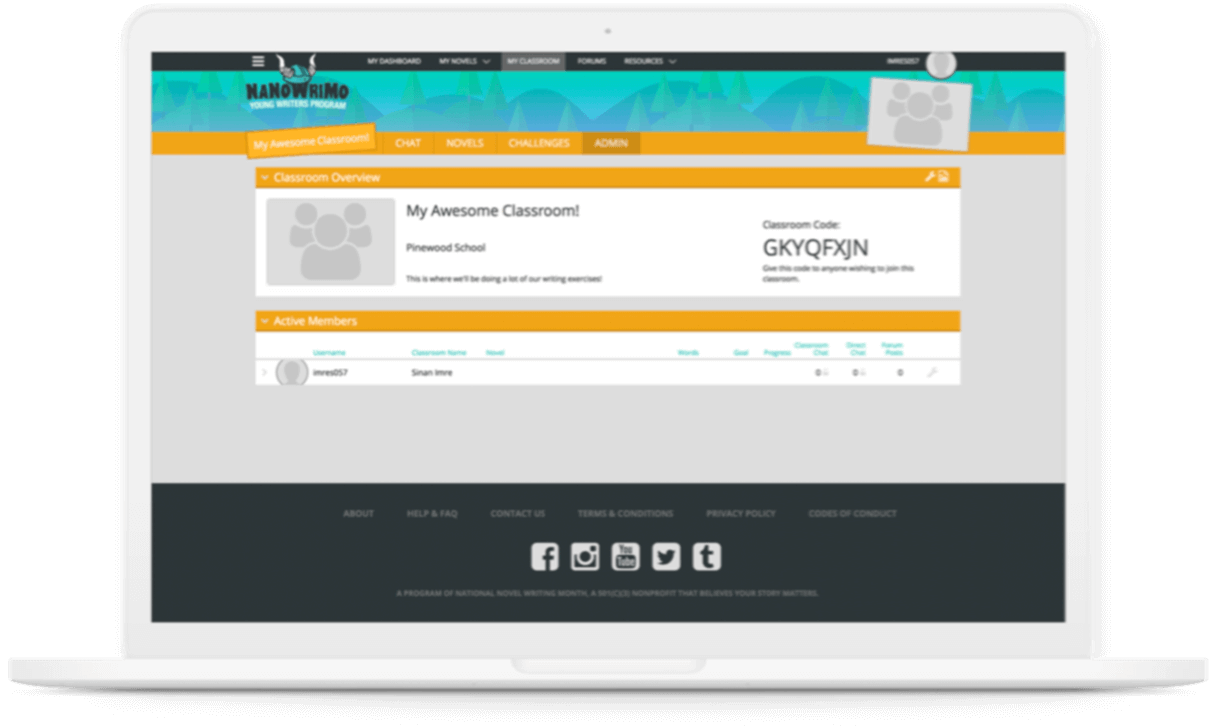 MY DASHBOARD MY NOVELS MY CLASSROOM FORUMS RESOURCES IMRES057
NANOWRIMO
YOUNG WRITERS PROGRAM
My Awesome Classroom! CHAT NOVELS CHALLENGES ADMIN
Classroom Overview
My Awesome Classroom!
Classroom Code:
Pinewood School
GKYQFXJN
Give this code to anyone wishing to join this
classroom.
This is where we'll be doing a lot of our writing exercises!
Active Members
Username Classroom Name Novel Words Goal Progress Classroom Chat Direct Chat Forum Posts
imres057 Sinan Imre 0 0 0
ABOUT HELP & FAQ CONTACT US TERMS & CONDITIONS PRIVACY POLICY CODES OF CONDUCT
You
Tube
A PROGRAM OF NATIONAL NOVEL WRITING MONTH, A 501(C)(3) NONPROFIT THAT BELIEVES YOUR STORY MATTERS.